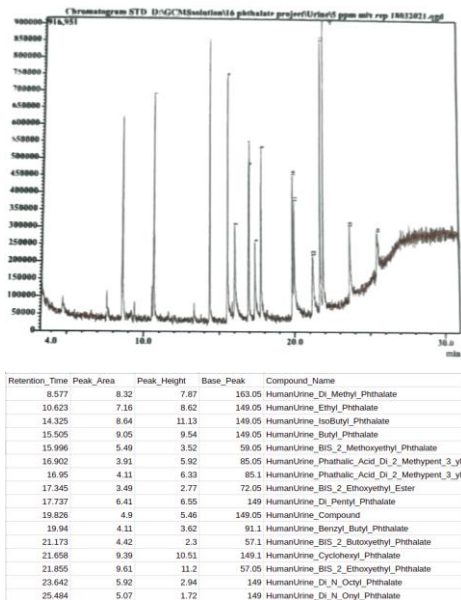 Chromatogram STD D:\GCMSsolution\16 phthalate project\Urine\5 ppm mix rep 18032021.qgd
900000 916,951
850000
800000
750000
700000
650000
600000
550000
500000
450000
400000
350000
300000
250000
200000
150000
100000
50000
0
4.0 10.0 20.0 30.0
min
Retention_Time Peak_Area Peak_Height Base_Peak Compound_Name
8.577 8.32 7.87 163.05 HumanUrine_Di_Methyl_Phthalate
10.623 7.16 8.62 149.05 HumanUrine_Ethyl_Phthalate
14.325 8.64 11.13 149.05 HumanUrine_IsoButyl_Phthalate
15.505 9.05 9.54 149.05 HumanUrine_Butyl_Phthalate
15.996 5.49 3.52 59.05 HumanUrine_BIS_2_Methoxyethyl_Phthalate
16.902 3.91 5.92 85.05 HumanUrine_Phathalic_Acid_Di_2_Methypent_3_yl
16.95 4.11 6.33 85.1 HumanUrine_Phathalic_Acid_Di_2_Methypent_3_yl
17.345 3.49 2.77 72.05 HumanUrine_BIS_2_Ethoxyethyl_Ester
17.737 6.41 6.55 149 HumanUrine_Di_Pentyl_Phthalate
19.826 4.9 5.46 149.05 HumanUrine_Compound
19.94 4.11 3.62 91.1 HumanUrine_Benzyl_Butyl_Phthalate
21.173 4.42 2.3 57.1 HumanUrine_BIS_2_Butoxyethyl_Phthalate
21.658 9.39 10.51 149.1 HumanUrine_Cyclohexyl_Phthalate
21.855 9.61 11.2 57.05 HumanUrine_BIS_2_Ethoxyethyl_Phthalate
23.642 5.92 2.94 149 HumanUrine_Di_N_Octyl_Phthalate
25.484 5.07 1.72 149 HumanUrine_Di_N_Onyl_Phthalate